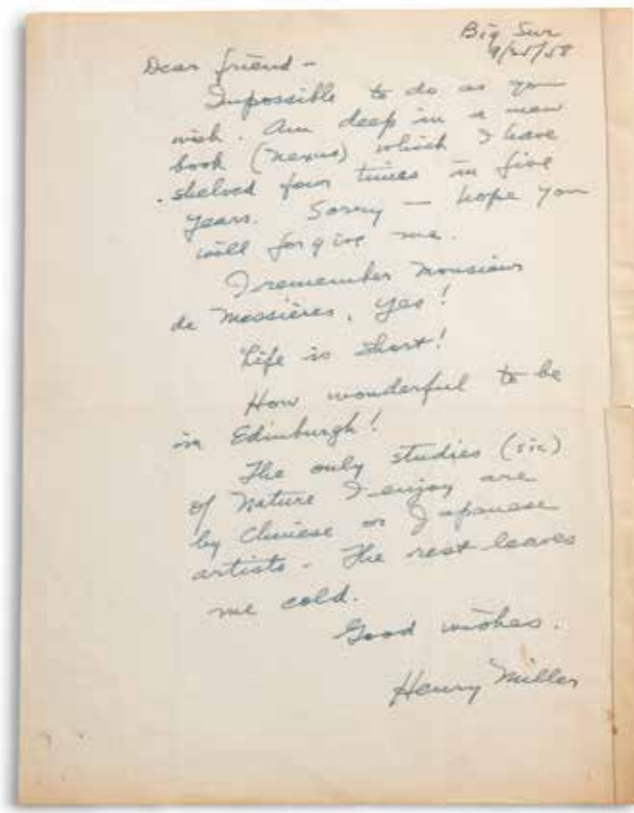 Big Sur
9/25/58
Dear friend –
Impossible to do as you
wish. Am deep in a new
book (Nexus) which I have
shelved four times in five
years. Sorry — hope you
will forgive me.
I remember Monsieur
de Massières, yes!
Life is short!
How wonderful to be
in Edinburgh!
The only studies (sic)
of Nature I enjoy are
by Chinese or Japanese
artists. The rest leaves
me cold.
Good wishes.
Henry Miller